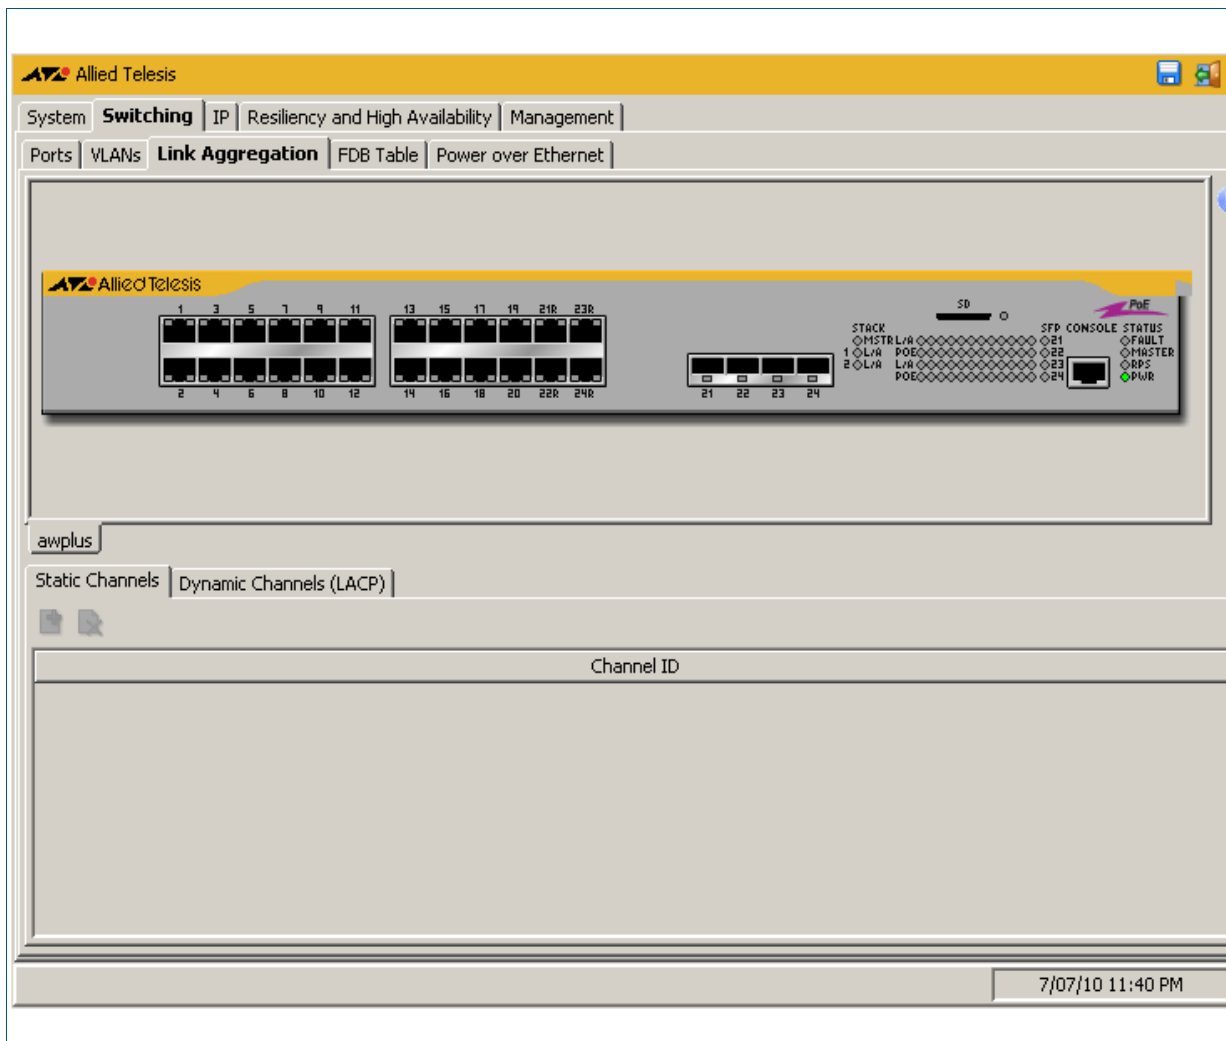 Allied Telesis
System Switching IP Resiliency and High Availability Management
Ports VLANs Link Aggregation FDB Table Power over Ethernet
Allied Telesis
1 3 5 7 9 11 13 15 17 19 21R 23R SD PoE
STACK SFP CONSOLE STATUS
MSTR L/A 21 FAULT
1 L/A POE 22 MASTER
2 L/A L/A 23 RPS
POE 24 PWR
2 4 6 8 10 12 14 16 18 20 22R 24R 21 22 23 24
awplus
Static Channels Dynamic Channels (LACP)
Channel ID
7/07/10 11:40 PM